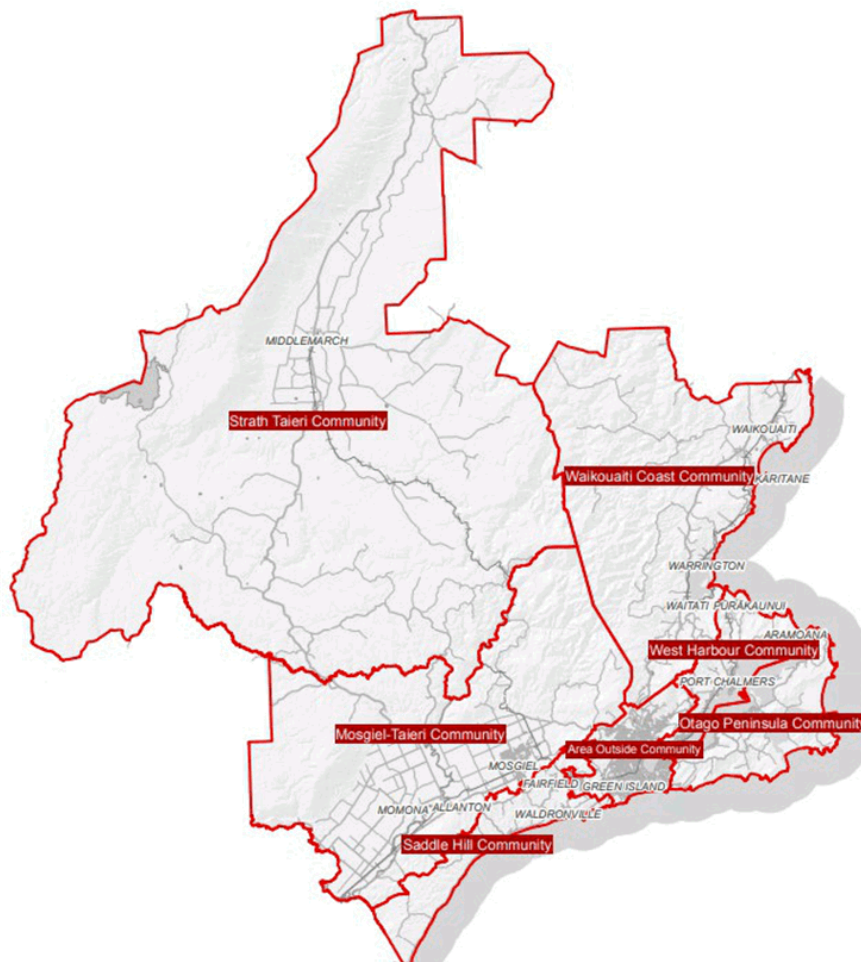 MIDDLEMARCH
Strath Taieri Community
WAIKOUAITI
Waikouaiti Coast Community
KARITANE
WARRINGTON
WAITATI
PŪRĀKAUNUI
ARAMOANA
West Harbour Community
PORT CHALMERS
Otago Peninsula Community
Mosgiel-Taieri Community
Area Outside Community
MOSGIEL
FAIRFIELD
GREEN ISLAND
MOMONA
ALLANTON
WALDRONVILLE
Saddle Hill Community